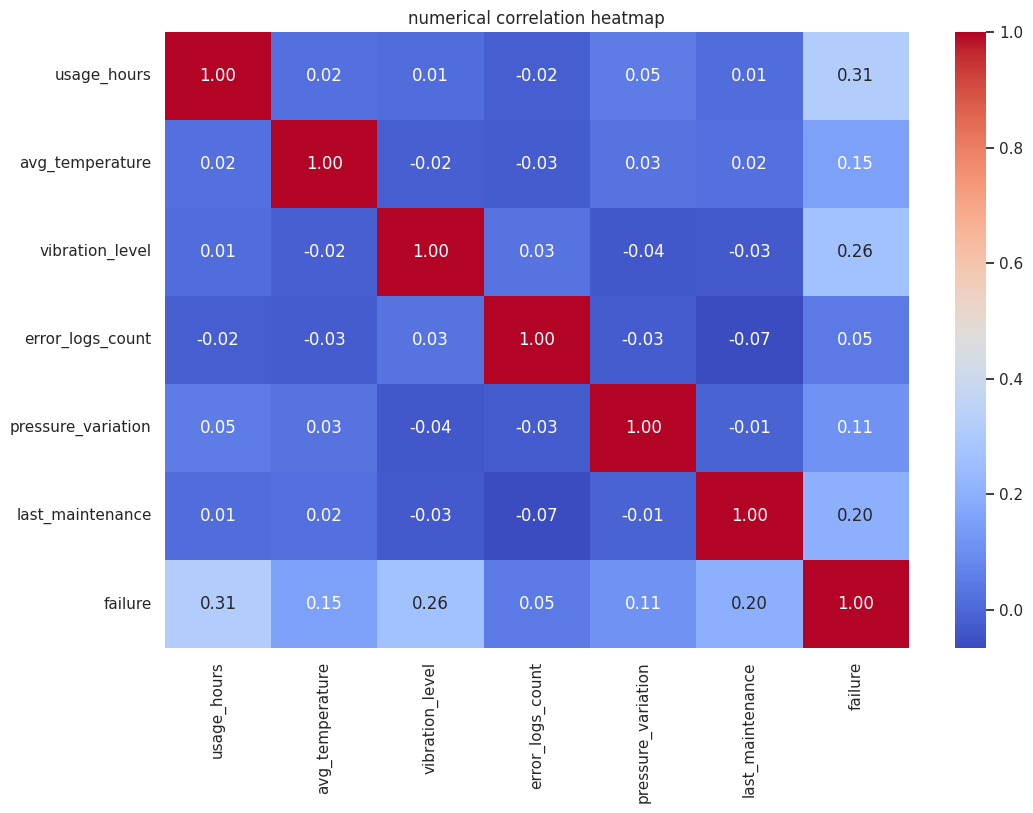 numerical correlation heatmap
usage_hours 1.00 0.02 0.01 -0.02 0.05 0.01 0.31
avg_temperature 0.02 1.00 -0.02 -0.03 0.03 0.02 0.15
vibration_level 0.01 -0.02 1.00 0.03 -0.04 -0.03 0.26
error_logs_count -0.02 -0.03 0.03 1.00 -0.03 -0.07 0.05
pressure_variation 0.05 0.03 -0.04 -0.03 1.00 -0.01 0.11
last_maintenance 0.01 0.02 -0.03 -0.07 -0.01 1.00 0.20
failure 0.31 0.15 0.26 0.05 0.11 0.20 1.00
usage_hours
avg_temperature
vibration_level
error_logs_count
pressure_variation
last_maintenance
failure
1.0
0.8
0.6
0.4
0.2
0.0